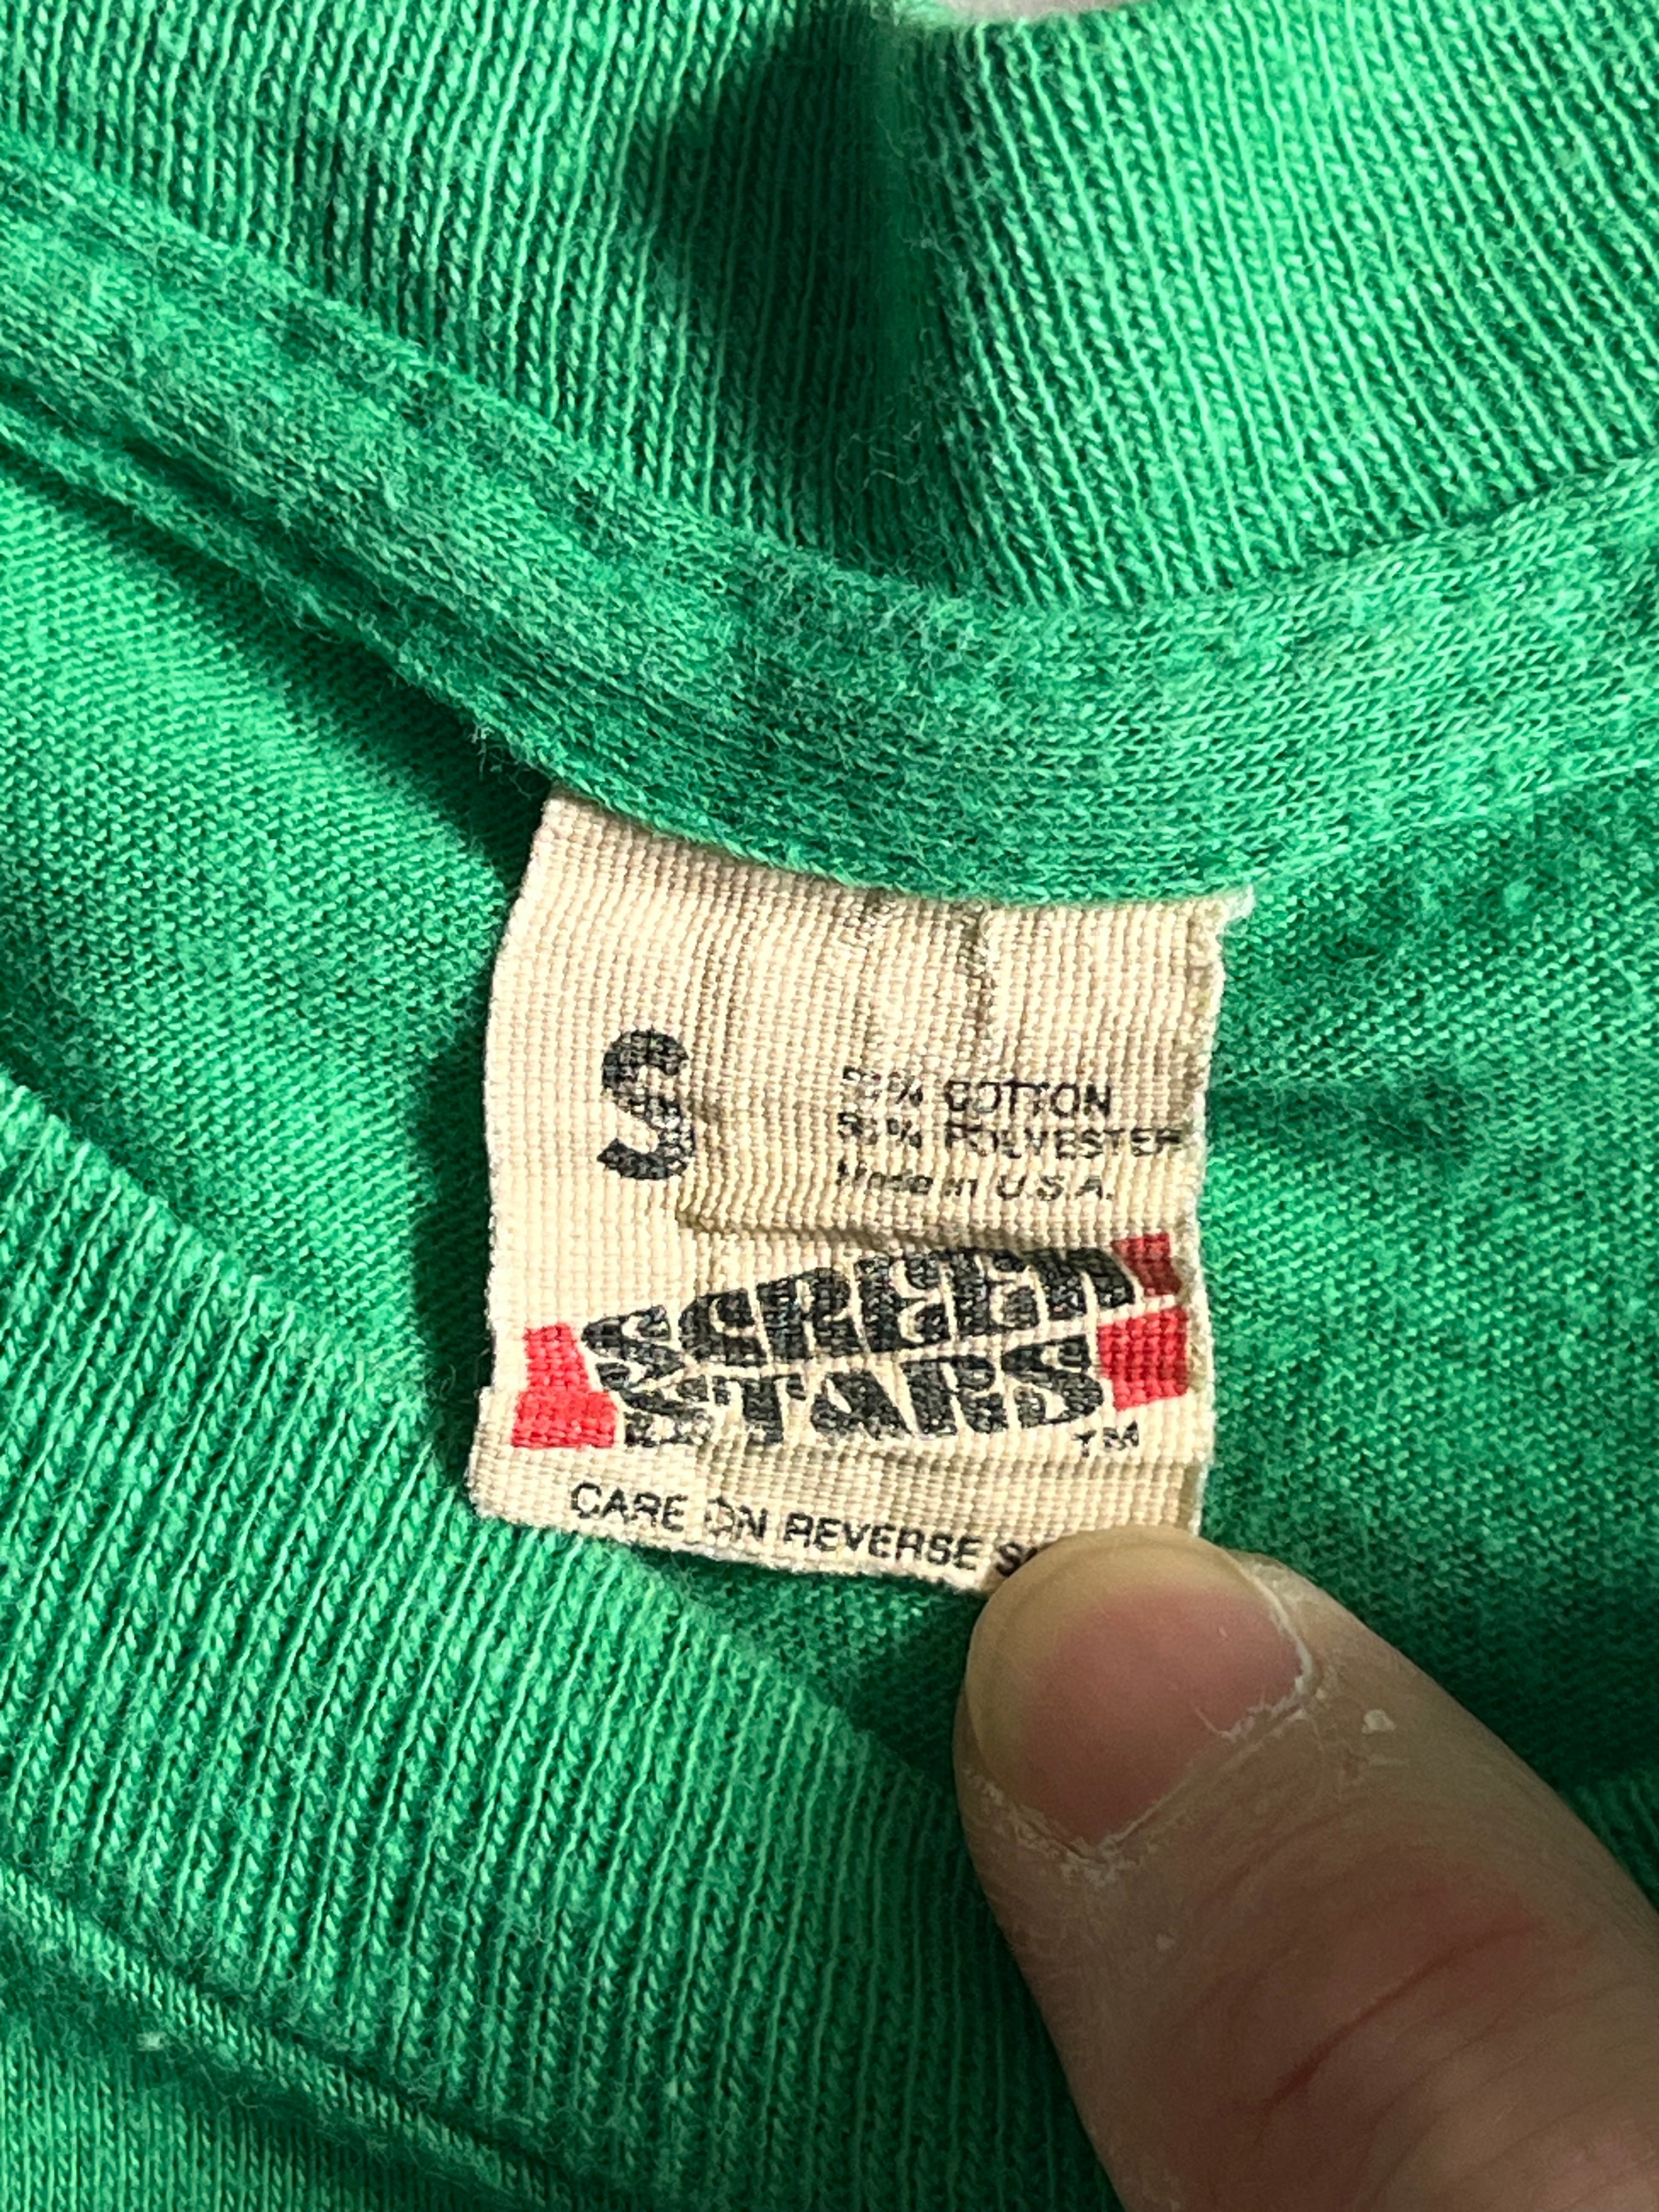 S
50% COTTON
50% POLYESTER
Made in U.S.A.
SCREEN
STARS
TM
CARE ON REVERSE